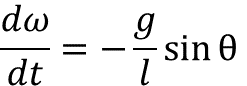 dω/dt = −g/l sin θ